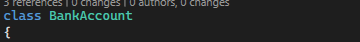 3 references | 0 changes | 0 authors, 0 changes
class BankAccount
{